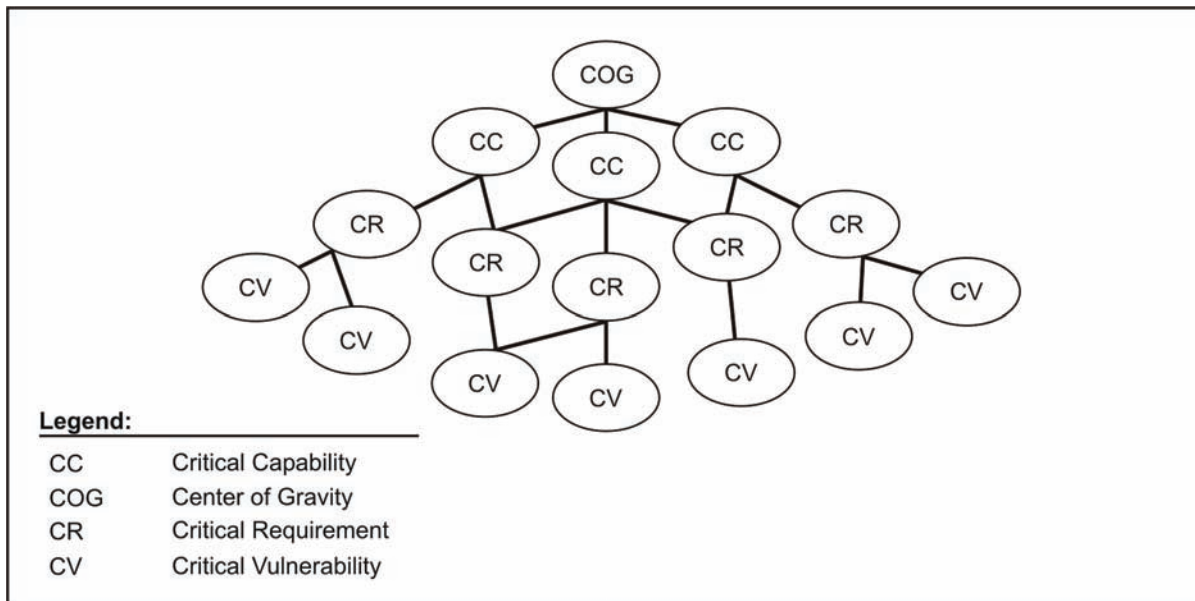 COG
CC
CC
CC
CR
CR
CR
CR
CR
CV
CV
CV
CV
CV
CV
CV
Legend:
CC Critical Capability
COG Center of Gravity
CR Critical Requirement
CV Critical Vulnerability